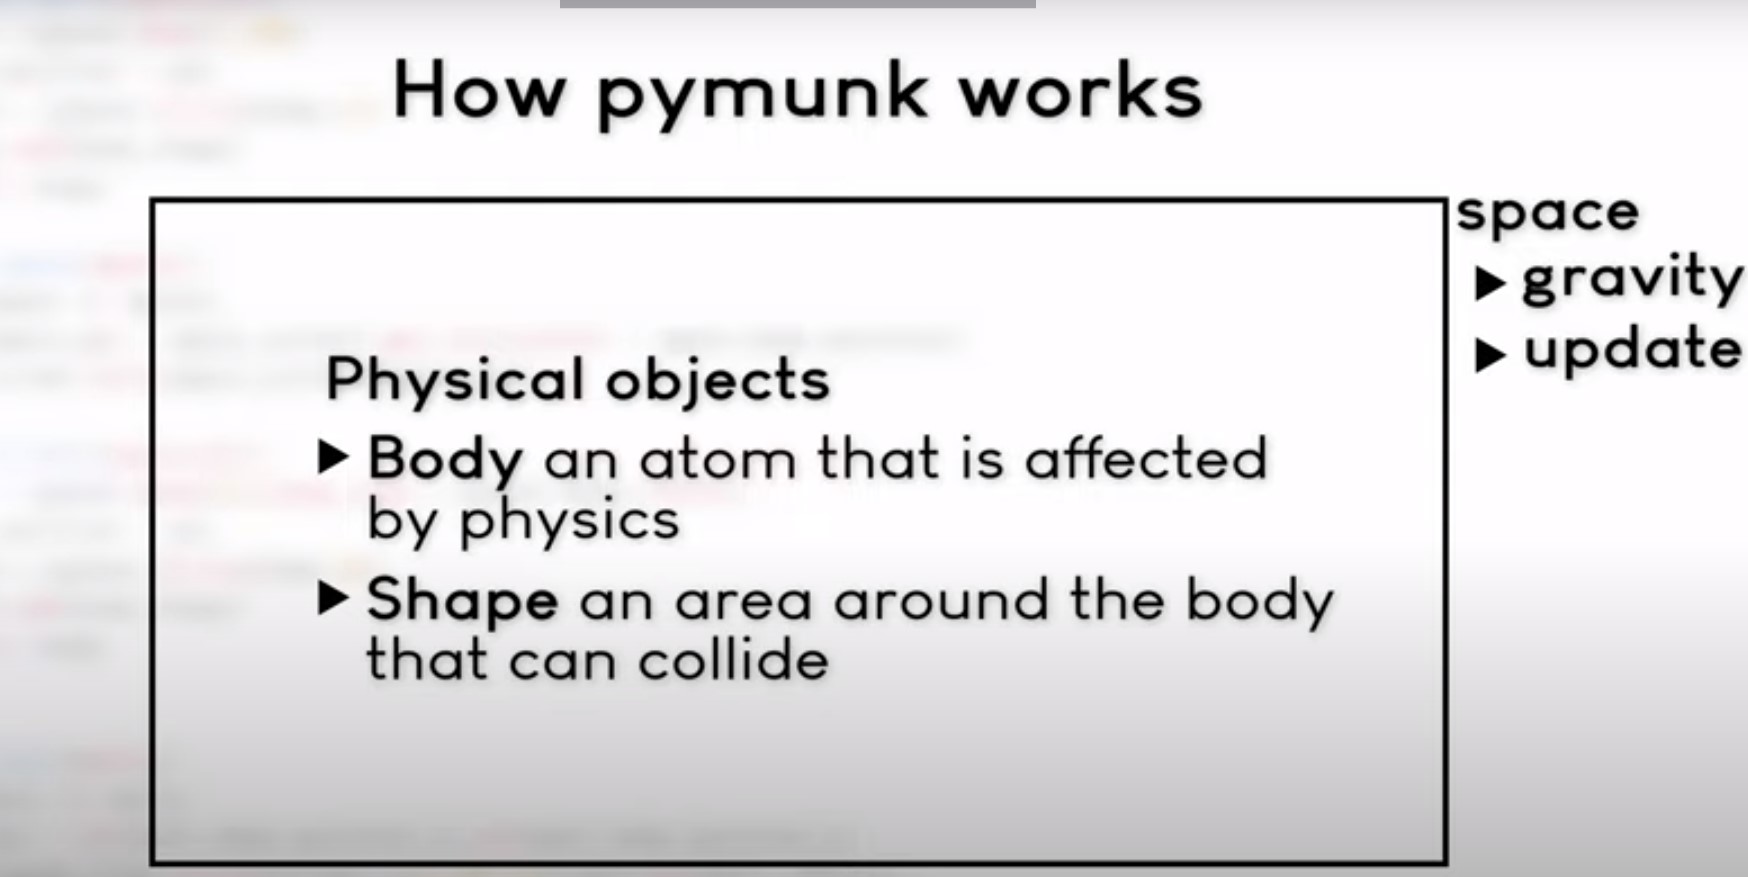 How pymunk works
space
▶ gravity
▶ update
Physical objects
▶ Body an atom that is affected
by physics
▶ Shape an area around the body
that can collide